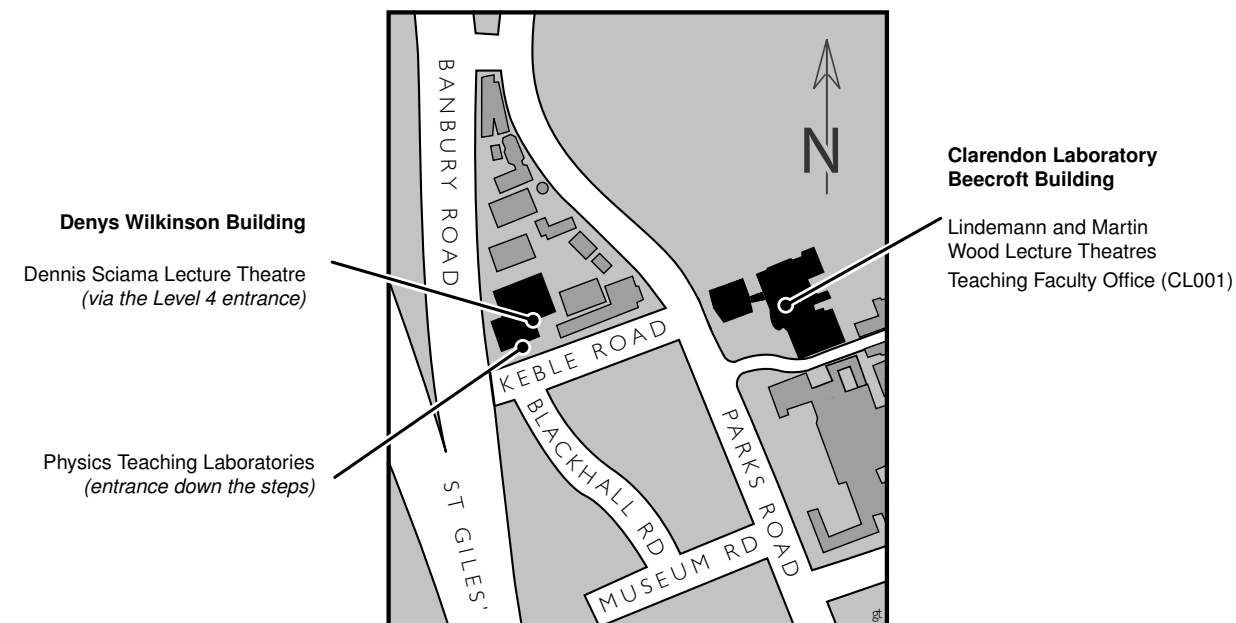 Denys Wilkinson Building
Dennis Sciama Lecture Theatre
(via the Level 4 entrance)
Physics Teaching Laboratories
(entrance down the steps)
BANBURY ROAD
ST GILES'
KEBLE ROAD
BLACKHALL RD
MUSEUM RD
PARKS ROAD
N
Clarendon Laboratory
Beecroft Building
Lindemann and Martin
Wood Lecture Theatres
Teaching Faculty Office (CL001)